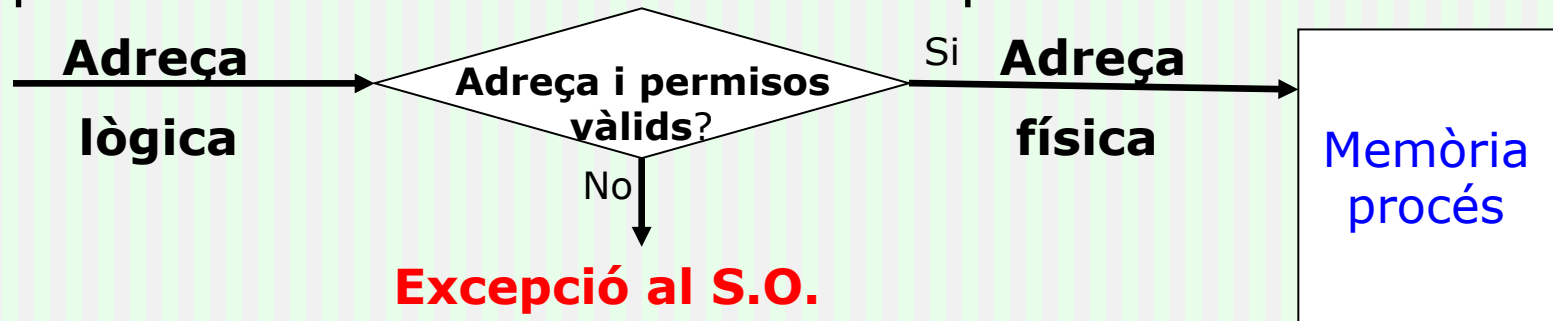 Adreça
lògica
Adreça i permisos
vàlids?
Si
Adreça
física
No
Excepció al S.O.
Memòria
procés